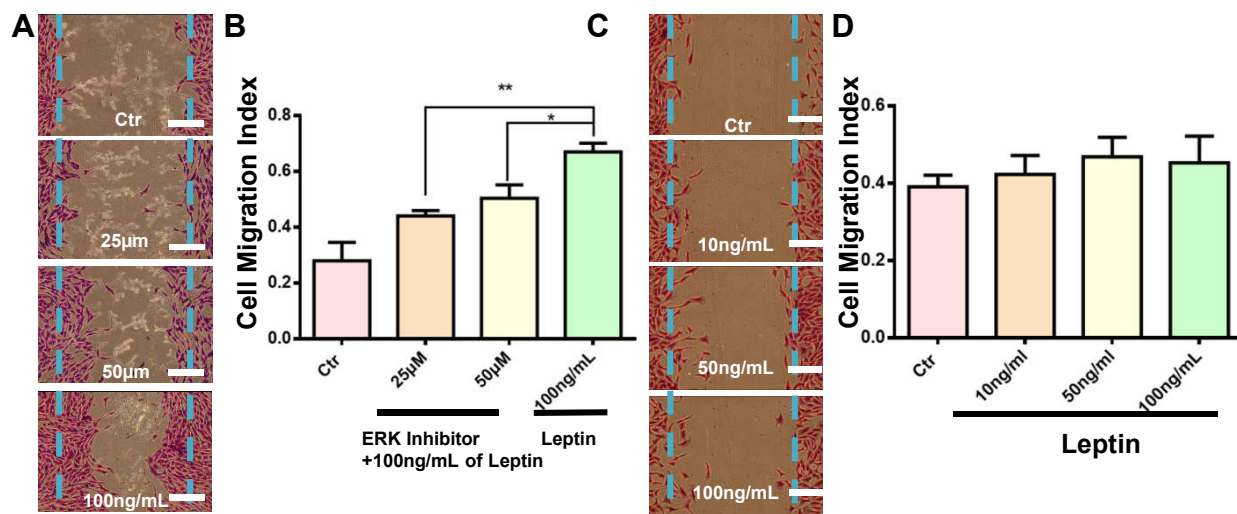 A
Ctr
25µm
50µm
100ng/mL
B
Cell Migration Index
0.8
0.6
0.4
0.2
0.0
**
*
Ctr
25µM
50µM
100ng/mL
ERK Inhibitor
+100ng/mL of Leptin
Leptin
C
Ctr
10ng/mL
50ng/mL
100ng/mL
D
Cell Migration Index
0.6
0.4
0.2
0.0
Ctr
10ng/ml
50ng/ml
100ng/mL
Leptin